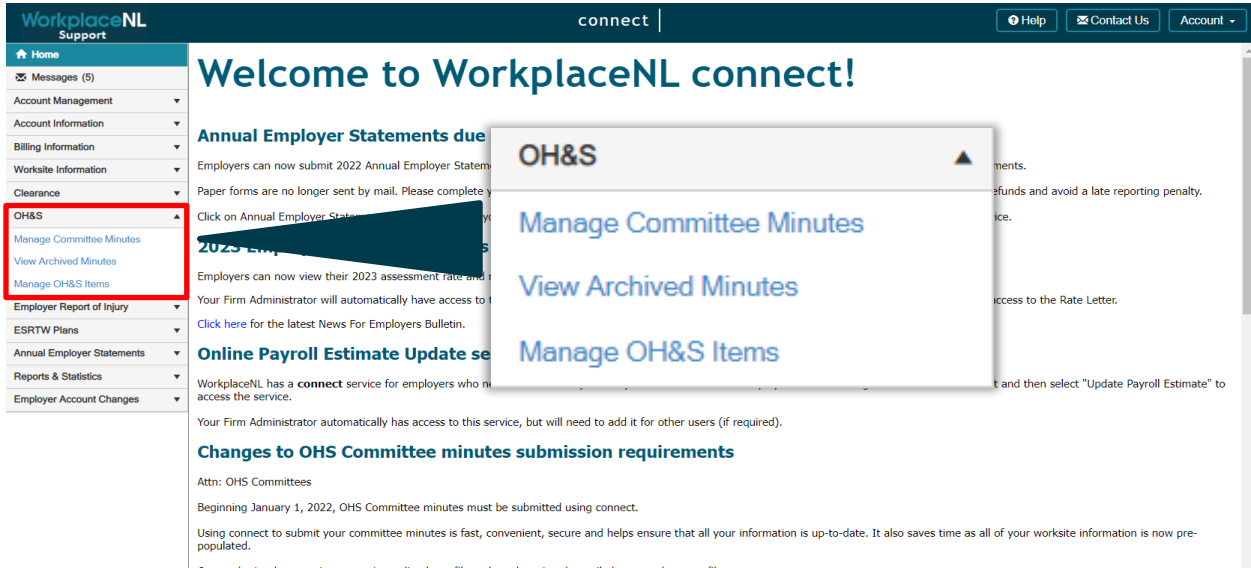 WorkplaceNL
Support
connect
Help
Contact Us
Account
Home
Messages (5)
Account Management
Account Information
Billing Information
Worksite Information
Clearance
OH&S
Manage Committee Minutes
View Archived Minutes
Manage OH&S Items
Employer Report of Injury
ESRTW Plans
Annual Employer Statements
Reports & Statistics
Employer Account Changes
Welcome to WorkplaceNL connect!
Annual Employer Statements due
Employers can now submit 2022 Annual Employer
Paper forms are no longer sent by mail. Please complete
efunds and avoid a late reporting penalty.
Click on Annual Employer
2023
Employers can now view their 2023 assessment rate and
Your Firm Administrator will automatically have access to
access to the Rate Letter.
Click here for the latest News For Employers Bulletin.
Online Payroll Estimate Update
WorkplaceNL has a connect service for employers who
t and then select "Update Payroll Estimate" to
access the service.
Your Firm Administrator automatically has access to this service, but will need to add it for other users (if required).
Changes to OHS Committee minutes submission requirements
Attn: OHS Committees
Beginning January 1, 2022, OHS Committee minutes must be submitted using connect.
Using connect to submit your committee minutes is fast, convenient, secure and helps ensure that all your information is up-to-date. It also saves time as all of your worksite information is now pre-
populated.
OH&S
Manage Committee Minutes
View Archived Minutes
Manage OH&S Items